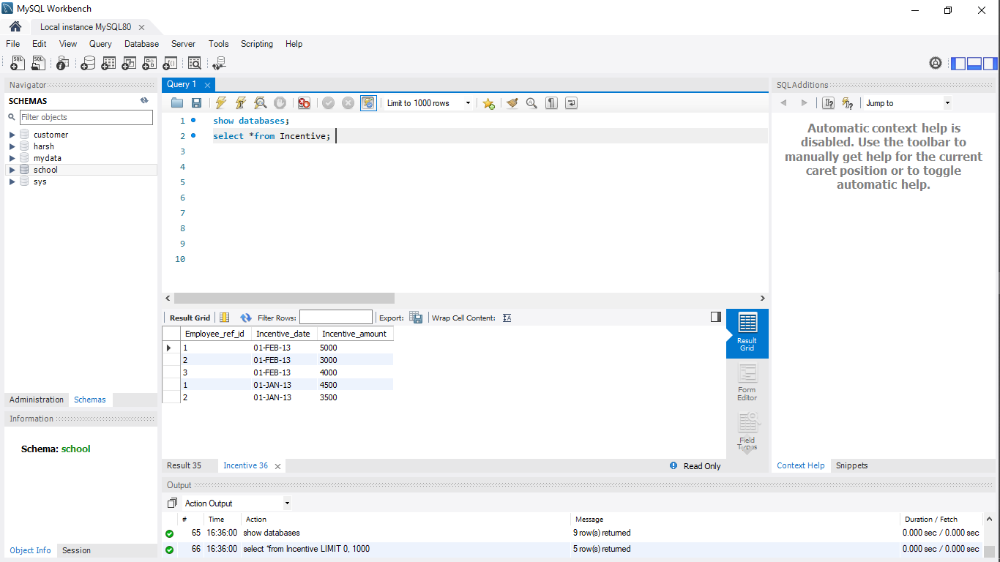 MySQL Workbench
Local instance MySQL80
File Edit View Query Database Server Tools Scripting Help
Navigator
SCHEMAS
Filter objects
customer
harsh
mydata
school
sys
Administration Schemas
Information
Schema: school
Object Info Session
Query 1
Limit to 1000 rows
1 show databases;
2 select *from Incentive;
3
4
5
6
7
8
9
10
Result Grid Filter Rows: Export: Wrap Cell Content:
Employee_ref_id Incentive_date Incentive_amount
1 01-FEB-13 5000
2 01-FEB-13 3000
3 01-FEB-13 4000
1 01-JAN-13 4500
2 01-JAN-13 3500
Result
Grid
Form
Editor
Field
Types
Result 35 Incentive 36 Read Only
SQLAdditions
Jump to
Automatic context help is
disabled. Use the toolbar to
manually get help for the current
caret position or to toggle
automatic help.
Context Help Snippets
Output
Action Output
# Time Action Message Duration / Fetch
65 16:36:00 show databases 9 row(s) returned 0.000 sec / 0.000 sec
66 16:36:00 select *from Incentive LIMIT 0, 1000 5 row(s) returned 0.000 sec / 0.000 sec